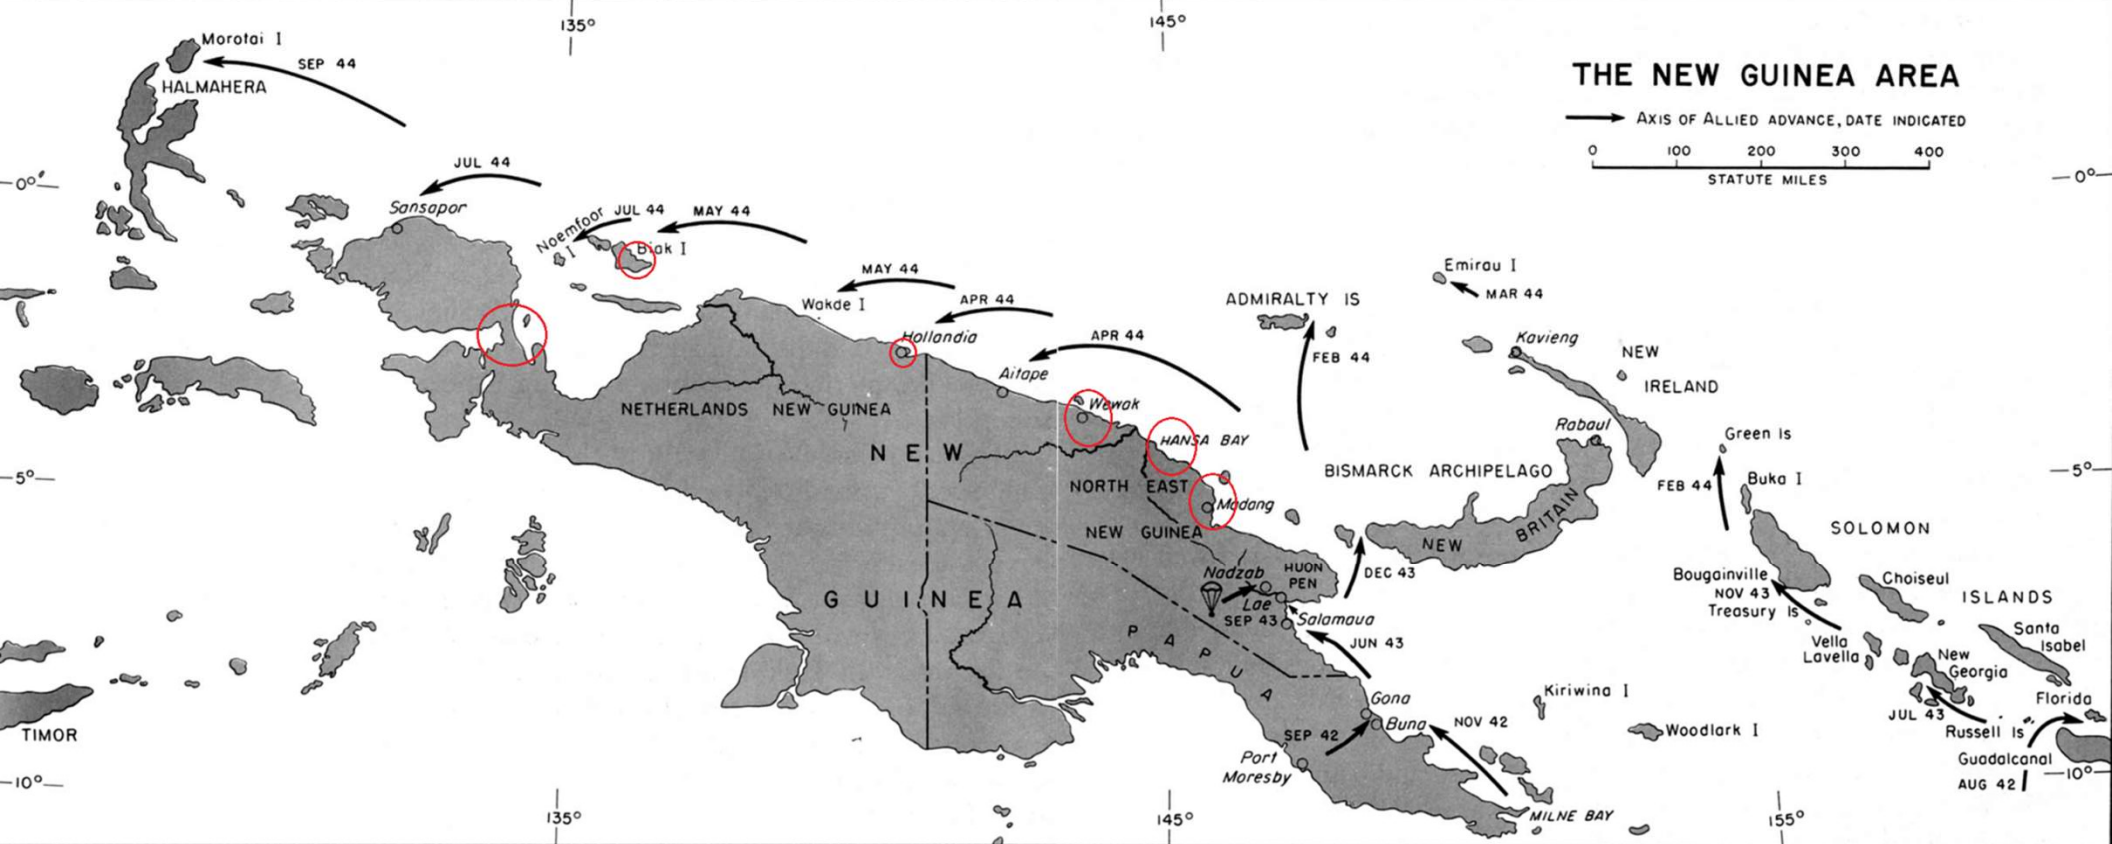 135°
145°
THE NEW GUINEA AREA
AXIS OF ALLIED ADVANCE, DATE INDICATED
0 100 200 300 400
STATUTE MILES
Morotai I
SEP 44
HALMAHERA
0°
0°
JUL 44
Sansapor
Noemfoor
I
JUL 44
MAY 44
Biak I
MAY 44
Wakde I
APR 44
Hollandia
APR 44
Aitape
Wewak
HANSA BAY
Madang
ADMIRALTY IS
FEB 44
Emirau I
MAR 44
Kavieng
NEW
IRELAND
Rabaul
BISMARCK ARCHIPELAGO
NEW BRITAIN
Green Is
FEB 44
Buka I
SOLOMON
ISLANDS
5°
5°
NETHERLANDS NEW GUINEA
NEW
GUINEA
NORTH EAST
NEW GUINEA
Nadzab
HUON
PEN
DEC 43
Lae
SEP 43
Salamaua
JUN 43
PAPUA
Bougainville
NOV 43
Treasury Is
Choiseul
Vella
Lavella
New
Georgia
Santa
Isabel
Florida
JUL 43
Russell Is
Guadalcanal
AUG 42
Gona
Buna
NOV 42
SEP 42
Port
Moresby
Kiriwina I
Woodlark I
MILNE BAY
TIMOR
10°
10°
135°
145°
155°